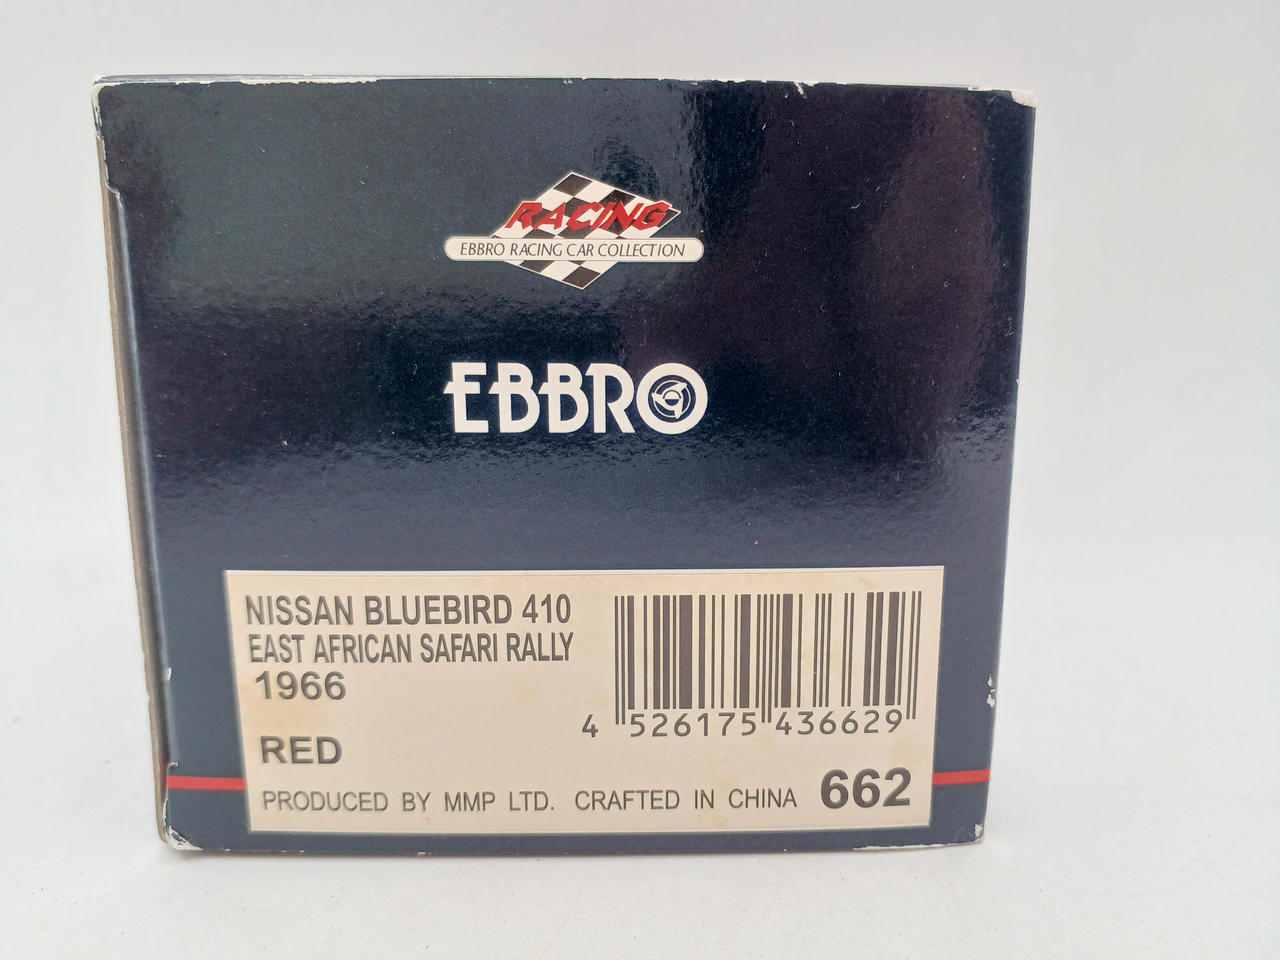 RACING
EBBRO RACING CAR COLLECTION
EBBRO
NISSAN BLUEBIRD 410
EAST AFRICAN SAFARI RALLY
1966
RED
4 526175 436629
PRODUCED BY MMP LTD. CRAFTED IN CHINA 662